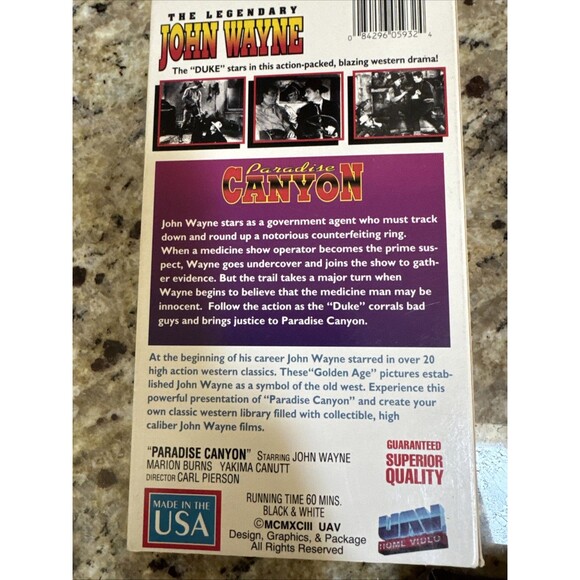 THE LEGENDARY
JOHN WAYNE
0 84296 05932 4
The "DUKE" stars in this action-packed, blazing western drama!
Paradise
CANYON
John Wayne stars as a government agent who must track
down and round up a notorious counterfeiting ring.
When a medicine show operator becomes the prime sus-
pect, Wayne goes undercover and joins the show to gath-
er evidence. But the trail takes a major turn when
Wayne begins to believe that the medicine man may be
innocent. Follow the action as the "Duke" corrals bad
guys and brings justice to Paradise Canyon.
At the beginning of his career John Wayne starred in over 20
high action western classics. These"Golden Age" pictures estab-
lished John Wayne as a symbol of the old west. Experience this
powerful presentation of "Paradise Canyon" and create your
own classic western library filled with collectible, high
caliber John Wayne films.
"PARADISE CANYON" STARRING JOHN WAYNE
MARION BURNS YAKIMA CANUTT
DIRECTOR CARL PIERSON
GUARANTEED
SUPERIOR
QUALITY
MADE IN THE
USA
RUNNING TIME 60 MINS.
BLACK & WHITE
©MCMXCIII UAV
Design, Graphics, & Package
All Rights Reserved
UAV
HOME VIDEO